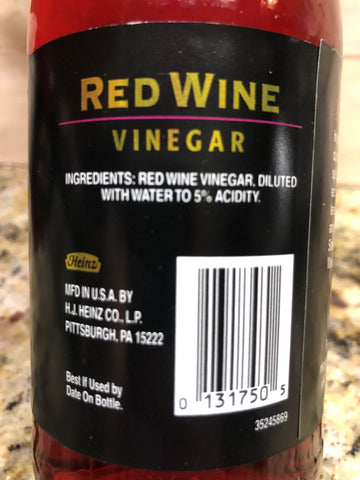 RED WINE
VINEGAR
INGREDIENTS: RED WINE VINEGAR, DILUTED
WITH WATER TO 5% ACIDITY.
Heinz
MFD IN U.S.A. BY
H.J. HEINZ CO., L.P.
PITTSBURGH, PA 15222
Best If Used by
Date On Bottle.
0 131750 5
35245869